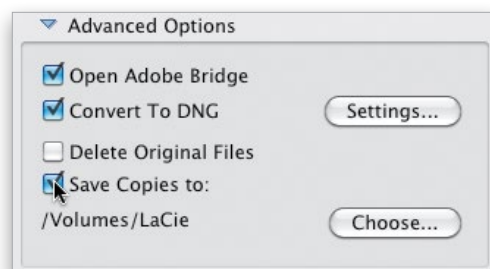 Advanced Options
Open Adobe Bridge
Convert To DNG Settings...
Delete Original Files
Save Copies to:
/Volumes/LaCie Choose...